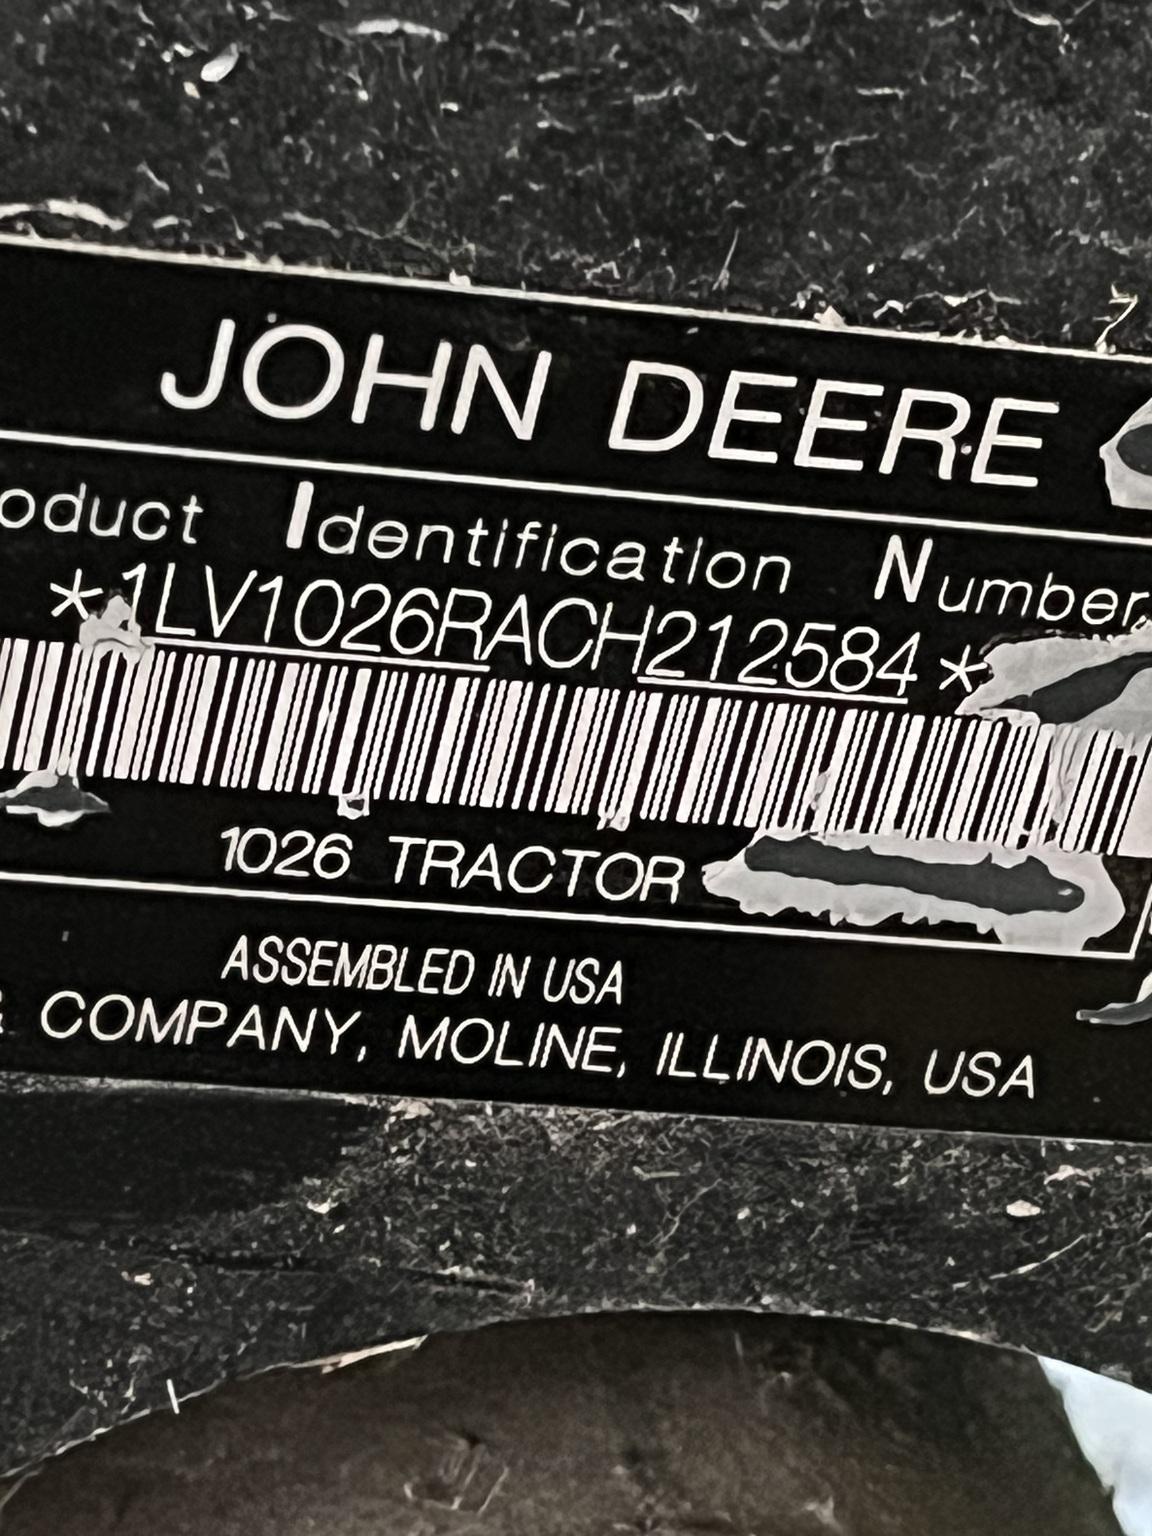 JOHN DEERE
oduct Identification Number
*1LV1026RACH212584*
1026 TRACTOR
ASSEMBLED IN USA
& COMPANY, MOLINE, ILLINOIS, USA